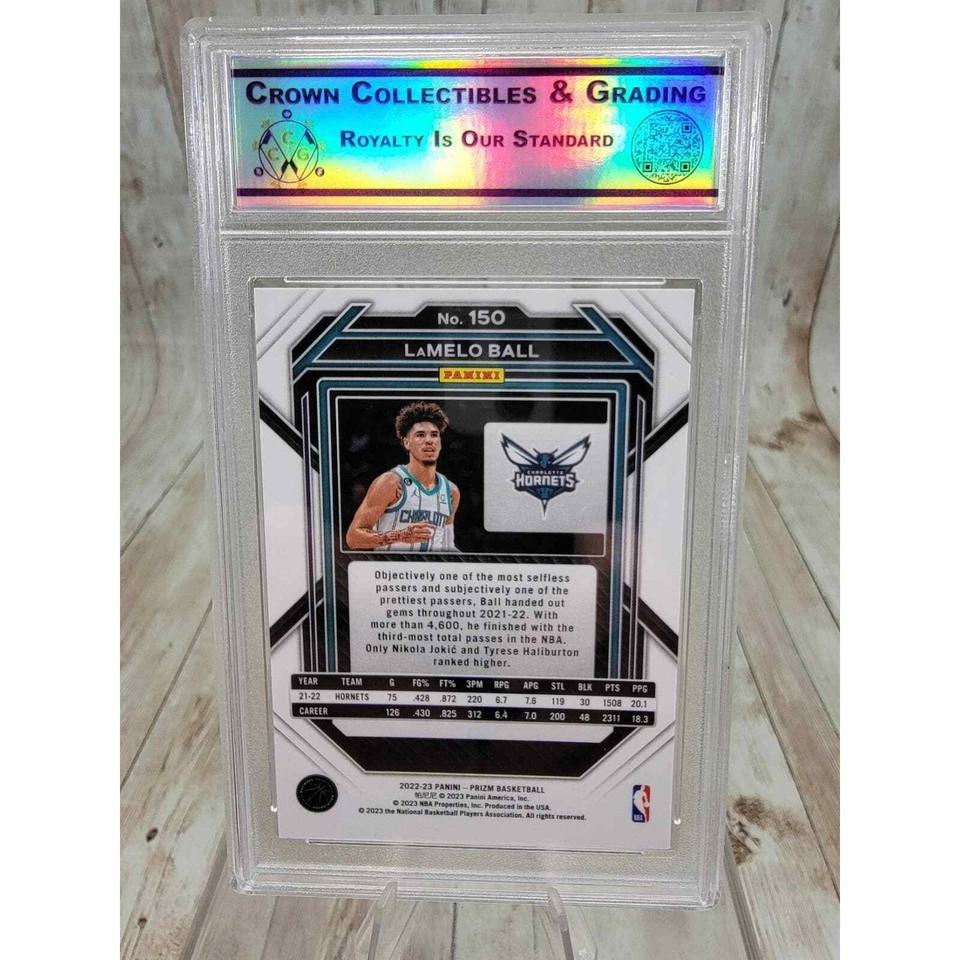 CROWN COLLECTIBLES & GRADING
ROYALTY IS OUR STANDARD
C
C G
No. 150
LAMELO BALL
PANINI
CHARLOTTE
HORNETS
CHARLOTTE
Objectively one of the most selfless
passers and subjectively one of the
prettiest passers, Ball handed out
gems throughout 2021-22. With
more than 4,600, he finished with the
third-most total passes in the NBA.
Only Nikola Jokić and Tyrese Haliburton
ranked higher.
YEAR TEAM G FG% FT% 3PM RPG APG STL BLK PTS PPG
21-22 HORNETS 75 .428 .872 220 6.7 7.6 119 30 1508 20.1
CAREER 126 .430 .825 312 6.4 7.0 200 48 2311 18.3
2022-23 PANINI – PRIZM BASKETBALL
帕尼尼 © 2023 Panini America, Inc.
© 2023 NBA Properties, Inc. Produced in the USA.
© 2023 the National Basketball Players Association. All rights reserved.
NBA